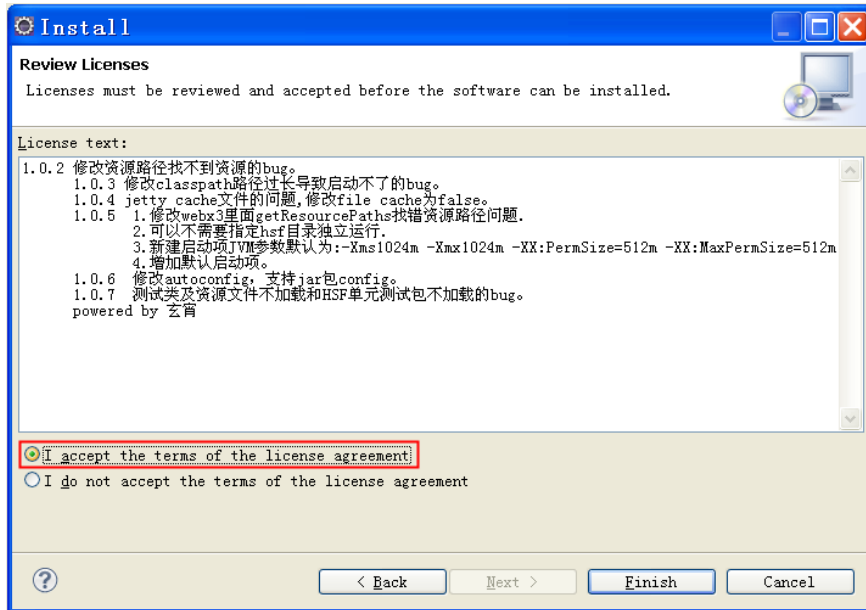 Install
Review Licenses
Licenses must be reviewed and accepted before the software can be installed.
License text:
1.0.2 修改资源路径找不到资源的bug。
1.0.3 修改classpath路径过长导致启动不了的bug。
1.0.4 jetty cache文件的问题,修改file cache为false。
1.0.5 1.修改webx3里面getResourcePaths找错资源路径问题.
2.可以不需要指定hsf目录独立运行.
3.新建启动项JVM参数默认为:-Xms1024m -Xmx1024m -XX:PermSize=512m -XX:MaxPermSize=512m
4.增加默认启动项。
1.0.6 修改autoconfig，支持jar包config。
1.0.7 测试类及资源文件不加载和HSF单元测试包不加载的bug。
powered by 玄宵
I accept the terms of the license agreement
I do not accept the terms of the license agreement
? < Back Next > Finish Cancel